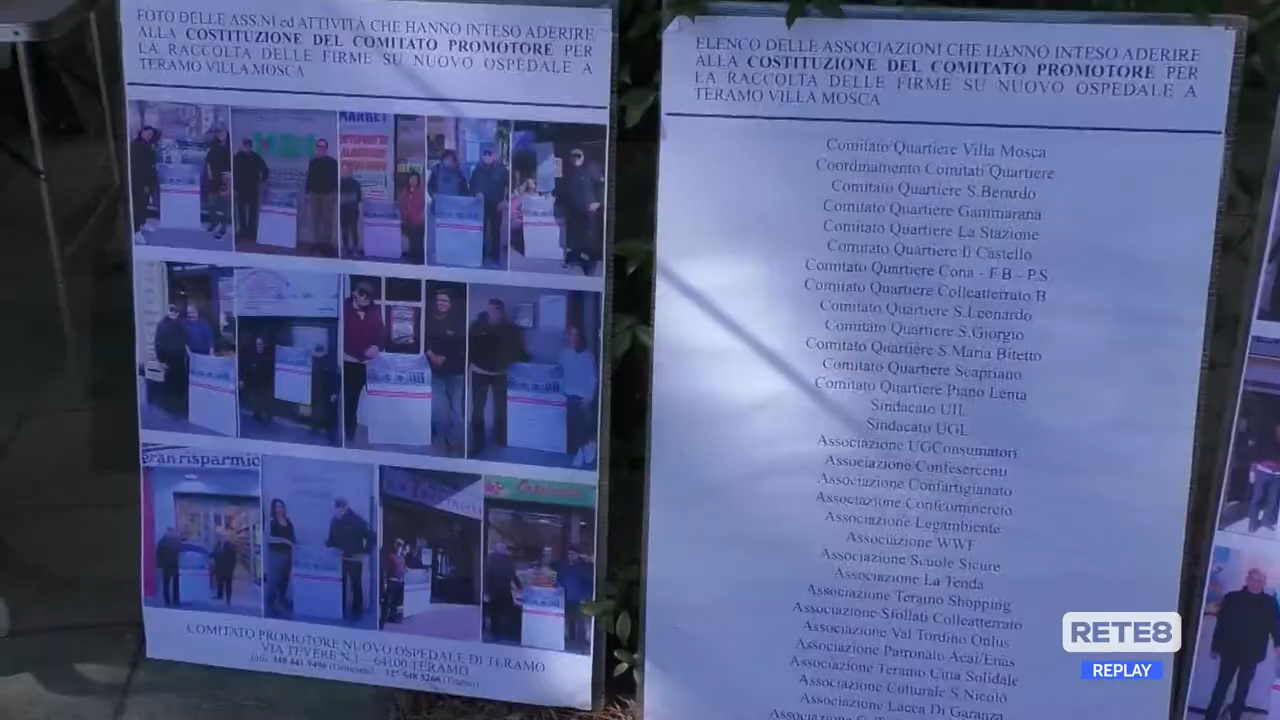 FOTO DELLE ASS.NI ed ATTIVITÀ CHE HANNO INTESO ADERIRE
ALLA COSTITUZIONE DEL COMITATO PROMOTORE PER
LA RACCOLTA DELLE FIRME SU NUOVO OSPEDALE A
TERAMO VILLA MOSCA
MARKET
granrisparmio
COMITATO PROMOTORE NUOVO OSPEDALE DI TERAMO
VIA TEVERE N.1 – 64100 TERAMO
ELENCO DELLE ASSOCIAZIONI CHE HANNO INTESO ADERIRE
ALLA COSTITUZIONE DEL COMITATO PROMOTORE PER
LA RACCOLTA DELLE FIRME SU NUOVO OSPEDALE A
TERAMO VILLA MOSCA
Comitato Quartiere Villa Mosca
Coordinamento Comitati Quartiere
Comitato Quartiere S.Berardo
Comitato Quartiere Gammarana
Comitato Quartiere La Stazione
Comitato Quartiere Il Castello
Comitato Quartiere Cona - F.B – P.S.
Comitato Quartiere Colleatterrato B
Comitato Quartiere S.Leonardo
Comitato Quartiere S.Giorgio
Comitato Quartiere S.Maria Bitetto
Comitato Quartiere Scapriano
Comitato Quartiere Piano Lenta
Sindacato UIL
Sindacato UGL
Associazione UGConsumatori
Associazione Confesercenti
Associazione Confartigianato
Associazione Confcommercio
Associazione Legambiente
Associazione WWF
Associazione Scuole Sicure
Associazione La Tenda
Associazione Teramo Shopping
Associazione Sfollati Colleatterrato
Associazione Val Tordino Onlus
Associazione Patronato Acai/Enas
Associazione Teramo Città Solidale
Associazione Culturale S.Nicolò
Associazione Lacca Di Garanza
Associazione
RETE8
REPLAY